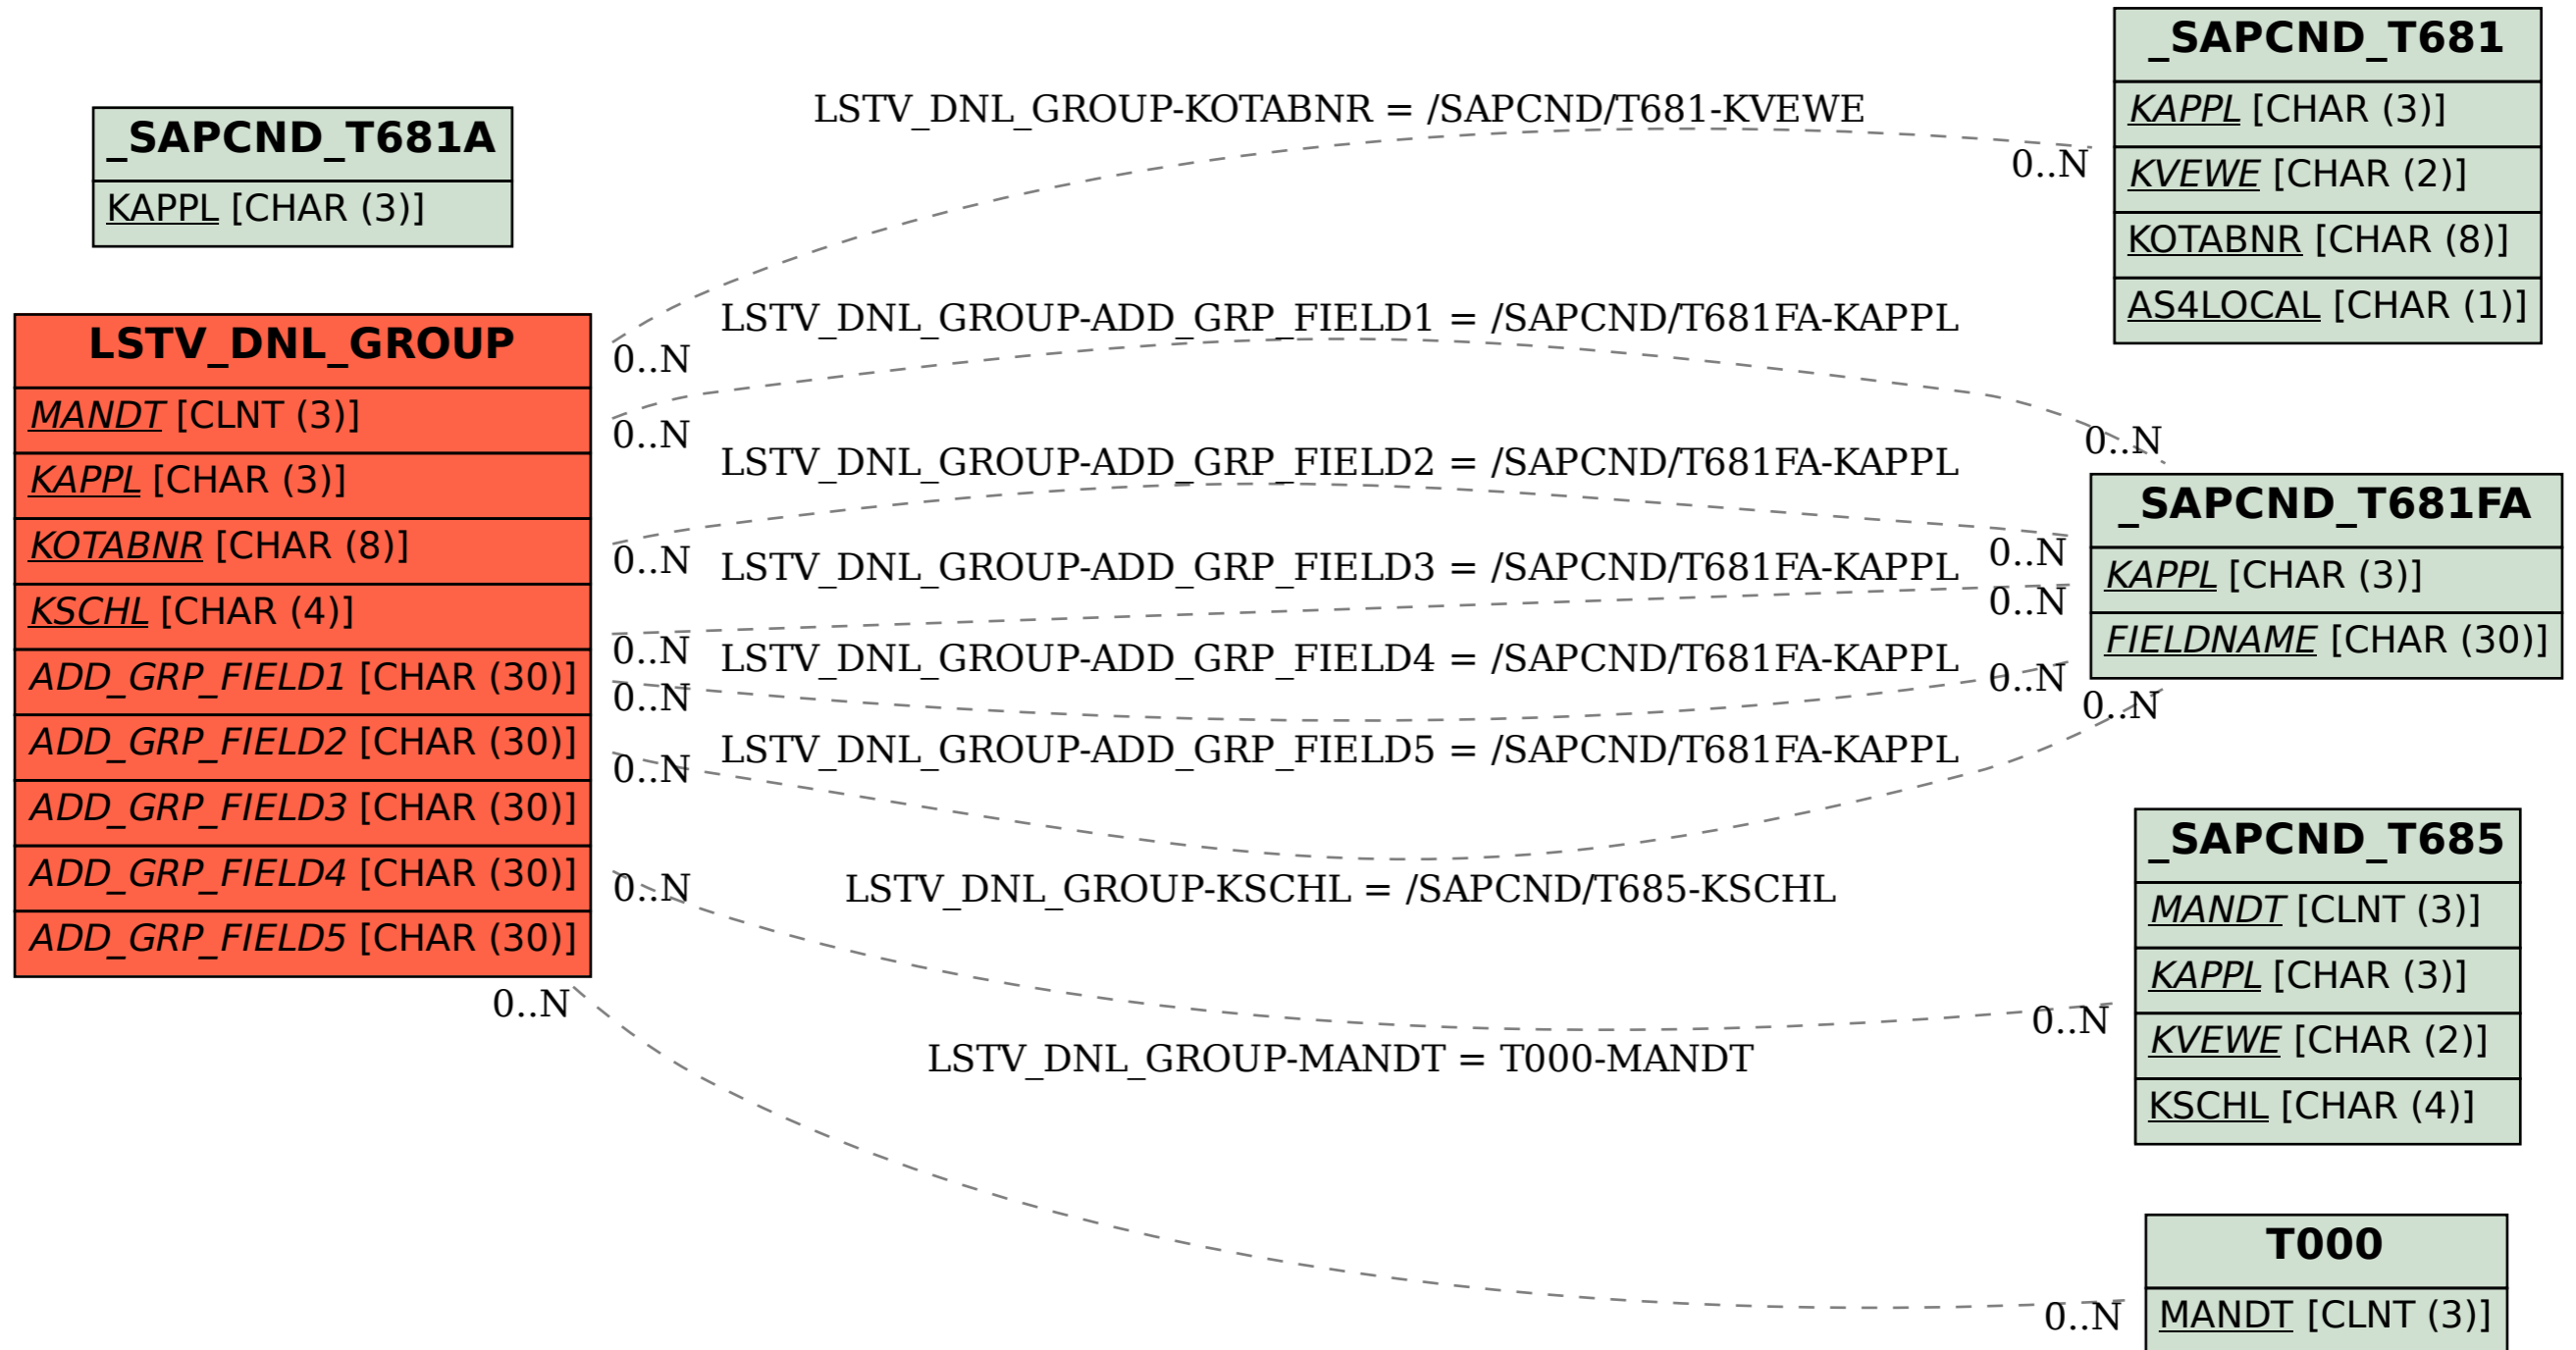 _SAPCND_T681A
KAPPL [CHAR (3)]
LSTV_DNL_GROUP
MANDT [CLNT (3)]
KAPPL [CHAR (3)]
KOTABNR [CHAR (8)]
KSCHL [CHAR (4)]
ADD_GRP_FIELD1 [CHAR (30)]
ADD_GRP_FIELD2 [CHAR (30)]
ADD_GRP_FIELD3 [CHAR (30)]
ADD_GRP_FIELD4 [CHAR (30)]
ADD_GRP_FIELD5 [CHAR (30)]
LSTV_DNL_GROUP-KOTABNR = /SAPCND/T681-KVEWE
0..N
0..N
LSTV_DNL_GROUP-ADD_GRP_FIELD1 = /SAPCND/T681FA-KAPPL
0..N
0..N
LSTV_DNL_GROUP-ADD_GRP_FIELD2 = /SAPCND/T681FA-KAPPL
0..N
0..N
LSTV_DNL_GROUP-ADD_GRP_FIELD3 = /SAPCND/T681FA-KAPPL
0..N
0..N
LSTV_DNL_GROUP-ADD_GRP_FIELD4 = /SAPCND/T681FA-KAPPL
0..N
0..N
LSTV_DNL_GROUP-ADD_GRP_FIELD5 = /SAPCND/T681FA-KAPPL
0..N
0..N
LSTV_DNL_GROUP-KSCHL = /SAPCND/T685-KSCHL
0..N
0..N
LSTV_DNL_GROUP-MANDT = T000-MANDT
0..N
0..N
_SAPCND_T681
KAPPL [CHAR (3)]
KVEWE [CHAR (2)]
KOTABNR [CHAR (8)]
AS4LOCAL [CHAR (1)]
_SAPCND_T681FA
KAPPL [CHAR (3)]
FIELDNAME [CHAR (30)]
_SAPCND_T685
MANDT [CLNT (3)]
KAPPL [CHAR (3)]
KVEWE [CHAR (2)]
KSCHL [CHAR (4)]
T000
MANDT [CLNT (3)]